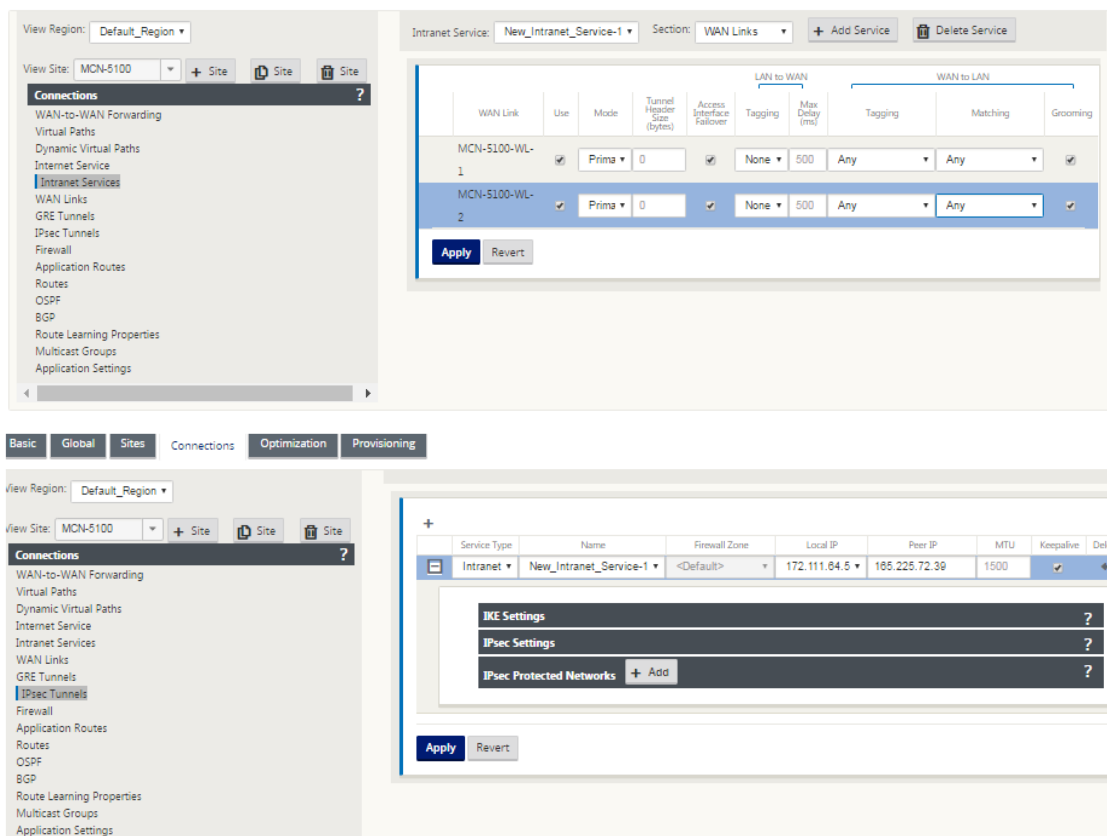 View Region: Default_Region
Intranet Service: New_Intranet_Service-1 Section: WAN Links + Add Service Delete Service
View Site: MCN-5100 + Site Site Site
Connections ?
WAN-to-WAN Forwarding
Virtual Paths
Dynamic Virtual Paths
Internet Service
Intranet Services
WAN Links
GRE Tunnels
IPsec Tunnels
Firewall
Application Routes
Routes
OSPF
BGP
Route Learning Properties
Multicast Groups
Application Settings
LAN to WAN WAN to LAN
WAN Link Use Mode Tunnel Header Size (bytes) Access Interface Failover Tagging Max Delay (ms) Tagging Matching Grooming
MCN-5100-WL-1 Prima 0 None 500 Any Any
MCN-5100-WL-2 Prima 0 None 500 Any Any
Apply Revert
Basic Global Sites Connections Optimization Provisioning
View Region: Default_Region
View Site: MCN-5100 + Site Site Site
Connections ?
WAN-to-WAN Forwarding
Virtual Paths
Dynamic Virtual Paths
Internet Service
Intranet Services
WAN Links
GRE Tunnels
IPsec Tunnels
Firewall
Application Routes
Routes
OSPF
BGP
Route Learning Properties
Multicast Groups
Application Settings
+
Service Type Name Firewall Zone Local IP Peer IP MTU Keepalive Del
Intranet New_Intranet_Service-1 <Default> 172.111.64.5 165.225.72.39 1500
IKE Settings ?
IPsec Settings ?
IPsec Protected Networks + Add ?
Apply Revert